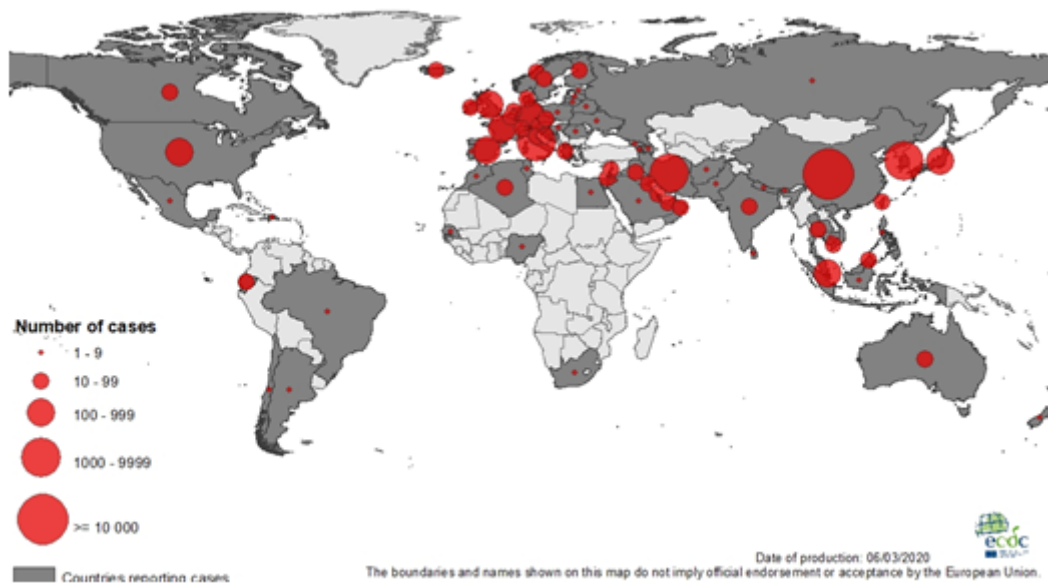 Number of cases
1 - 9
10 - 99
100 - 999
1000 - 9999
>= 10 000
Countries reporting cases
ecdc
Date of production: 06/03/2020
The boundaries and names shown on this map do not imply official endorsement or acceptance by the European Union.